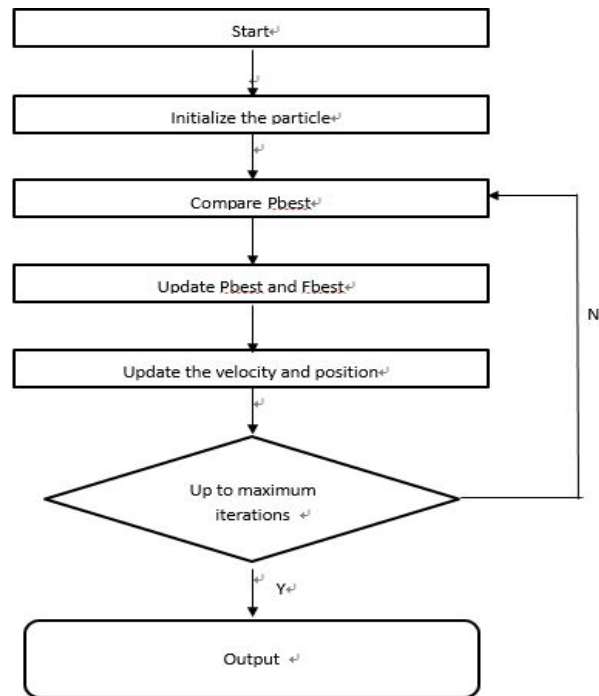 Start
Initialize the particle
Compare Pbest
Update Pbest and Fbest
Update the velocity and position
N
Up to maximum
iterations
Y
Output